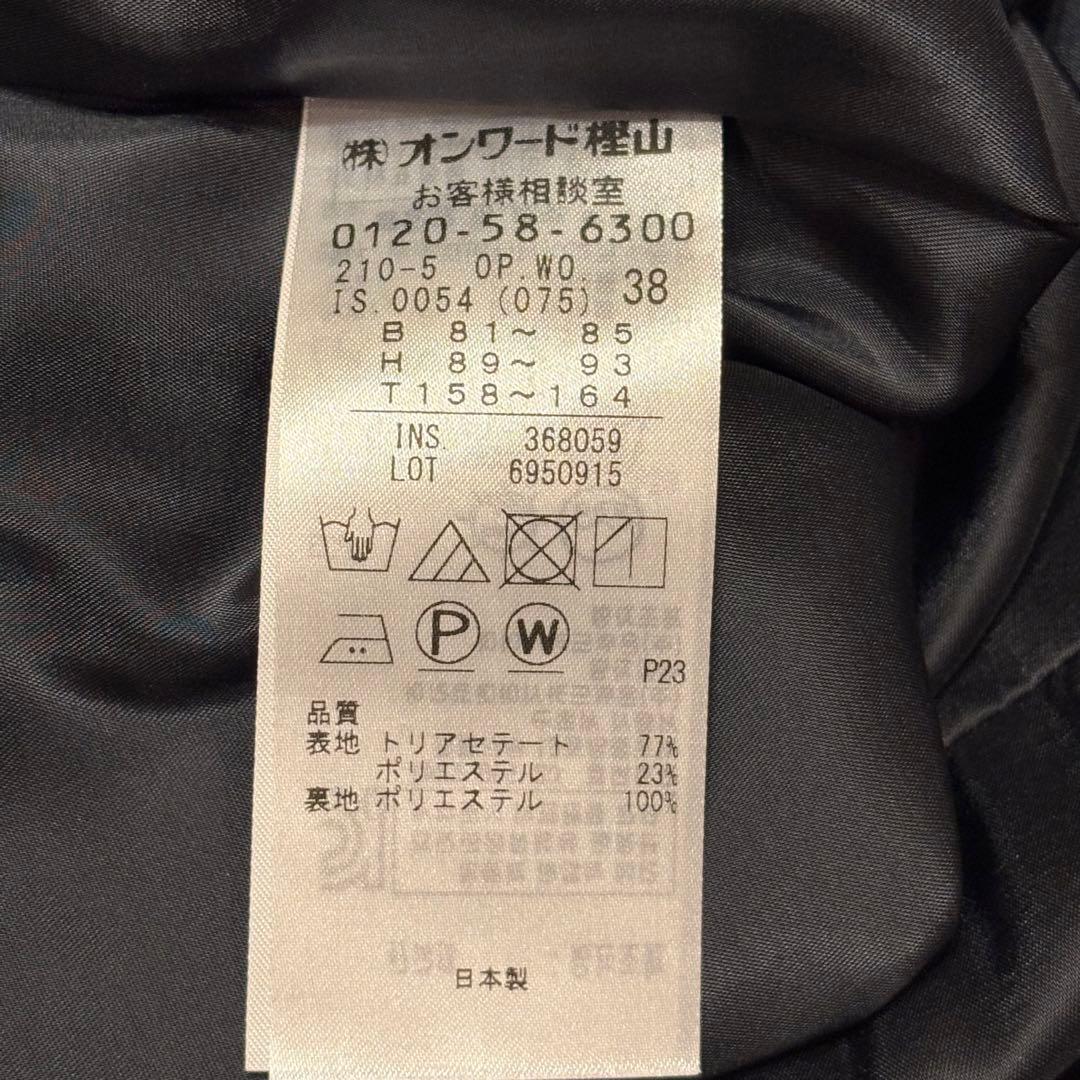 (株)オンワード樫山
お客様相談室
0120-58-6300
210-5 OP.WO.
IS.0054 (075) 38
B 81~ 85
H 89~ 93
T158~164
INS. 368059
LOT 6950915
P W
P23
品質
表地 トリアセテート 77%
ポリエステル 23%
裏地 ポリエステル 100%
日本製